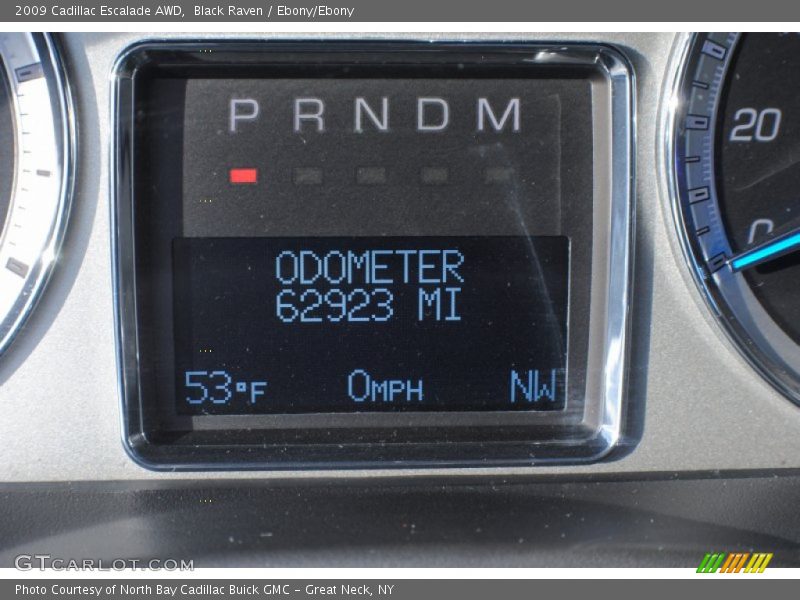 2009 Cadillac Escalade AWD, Black Raven / Ebony/Ebony
P R N D M
20
0
ODOMETER
62923 MI
53°F 0MPH NW
GTCARLOT.COM
Photo Courtesy of North Bay Cadillac Buick GMC - Great Neck, NY